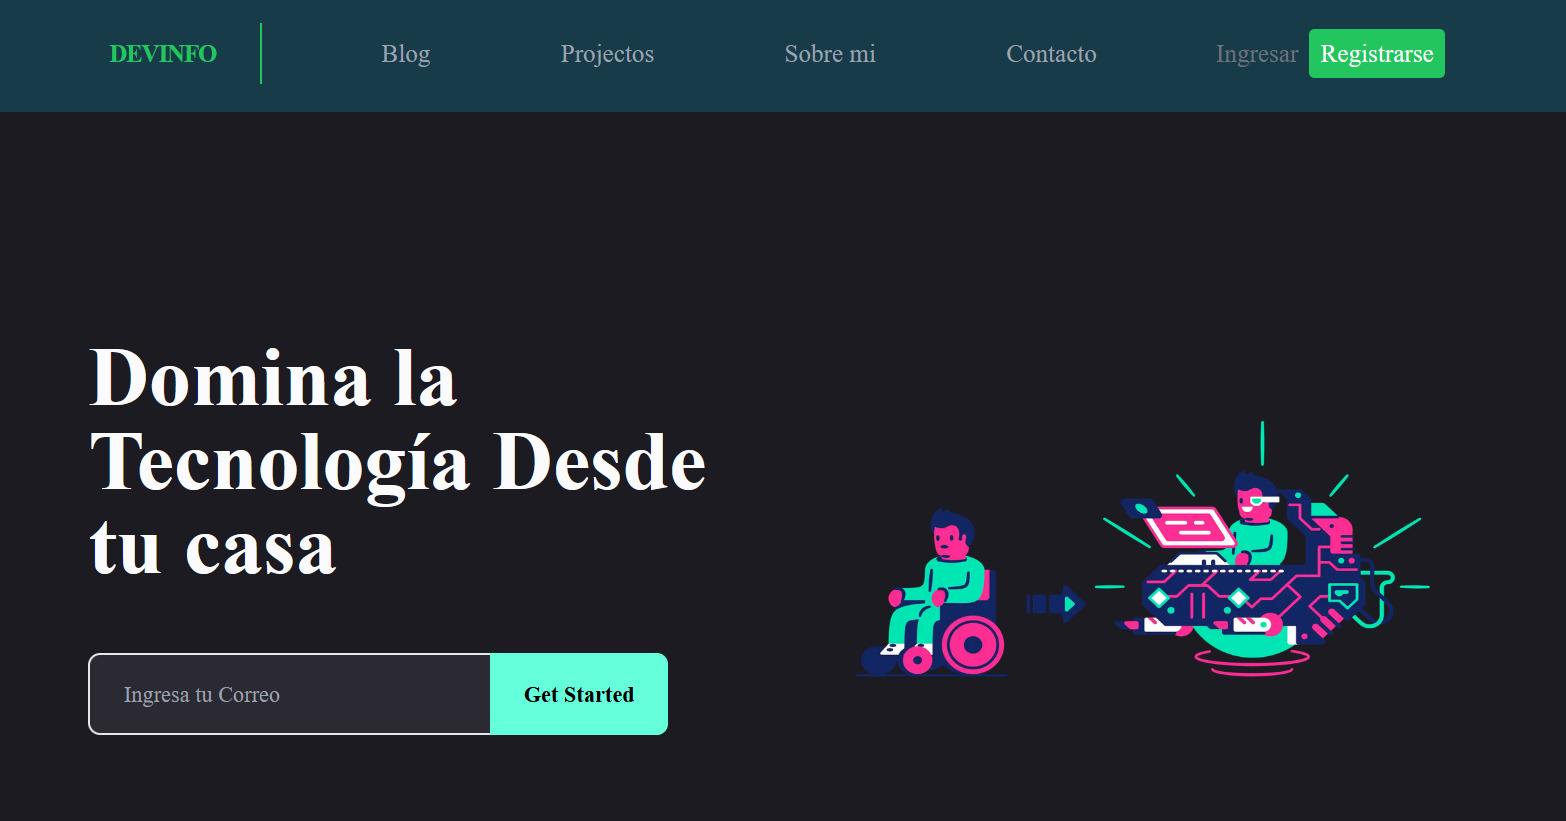 DEVINFO
Blog
Projectos
Sobre mi
Contacto
Ingresar
Registrarse
Domina la
Tecnología Desde
tu casa
Ingresa tu Correo
Get Started